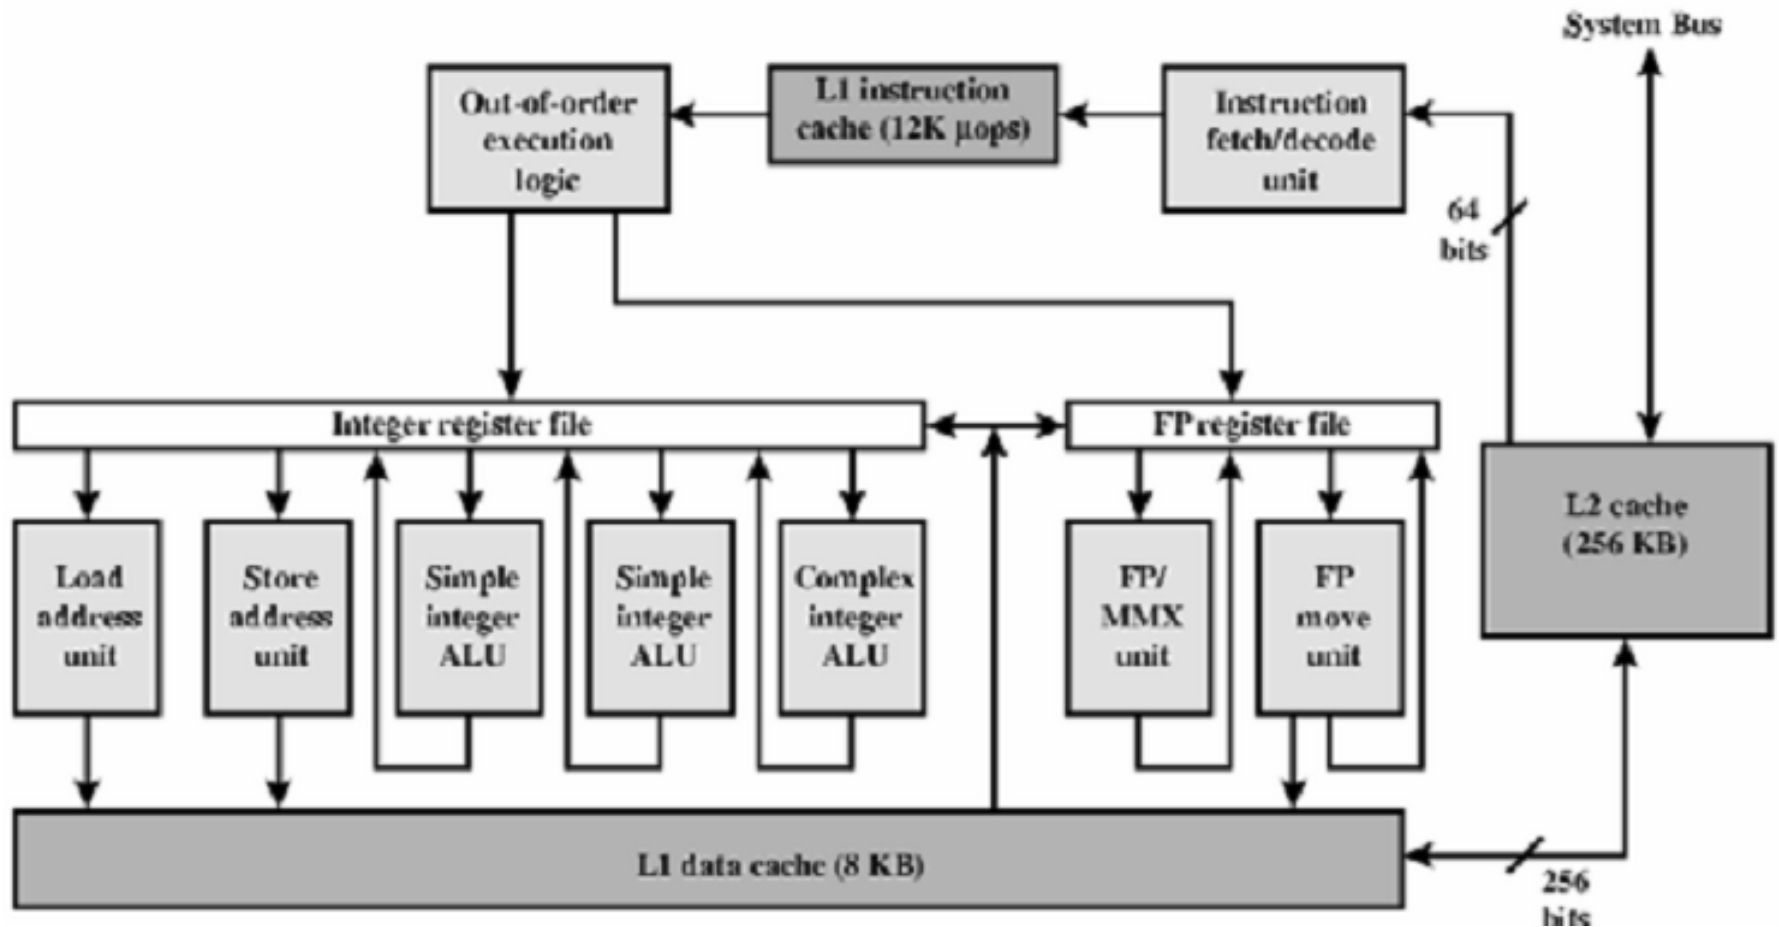 System Bus
Out-of-order
execution
logic
L1 instruction
cache (12K µops)
Instruction
fetch/decode
unit
64
bits
Integer register file
FP register file
L2 cache
(256 KB)
Load
address
unit
Store
address
unit
Simple
integer
ALU
Simple
integer
ALU
Complex
integer
ALU
FP/
MMX
unit
FP
move
unit
L1 data cache (8 KB)
256
bits